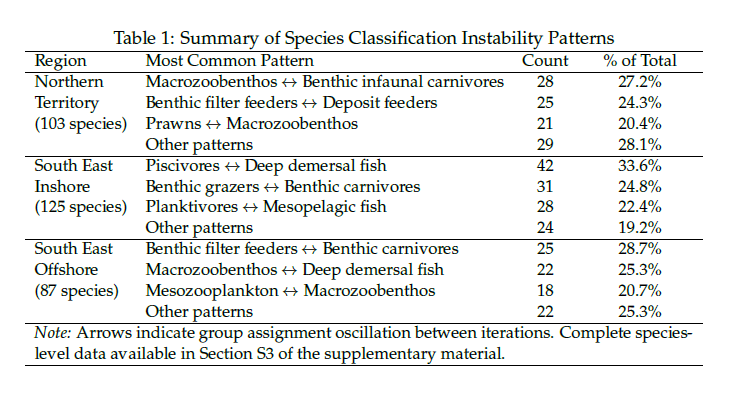 Table 1: Summary of Species Classification Instability Patterns
Region Most Common Pattern Count % of Total
Northern Macrozoobenthos ↔ Benthic infaunal carnivores 28 27.2%
Territory Benthic filter feeders ↔ Deposit feeders 25 24.3%
(103 species) Prawns ↔ Macrozoobenthos 21 20.4%
Other patterns 29 28.1%
South East Piscivores ↔ Deep demersal fish 42 33.6%
Inshore Benthic grazers ↔ Benthic carnivores 31 24.8%
(125 species) Planktivores ↔ Mesopelagic fish 28 22.4%
Other patterns 24 19.2%
South East Benthic filter feeders ↔ Benthic carnivores 25 28.7%
Offshore Macrozoobenthos ↔ Deep demersal fish 22 25.3%
(87 species) Mesozooplankton ↔ Macrozoobenthos 18 20.7%
Other patterns 22 25.3%
Note: Arrows indicate group assignment oscillation between iterations. Complete species-
level data available in Section S3 of the supplementary material.